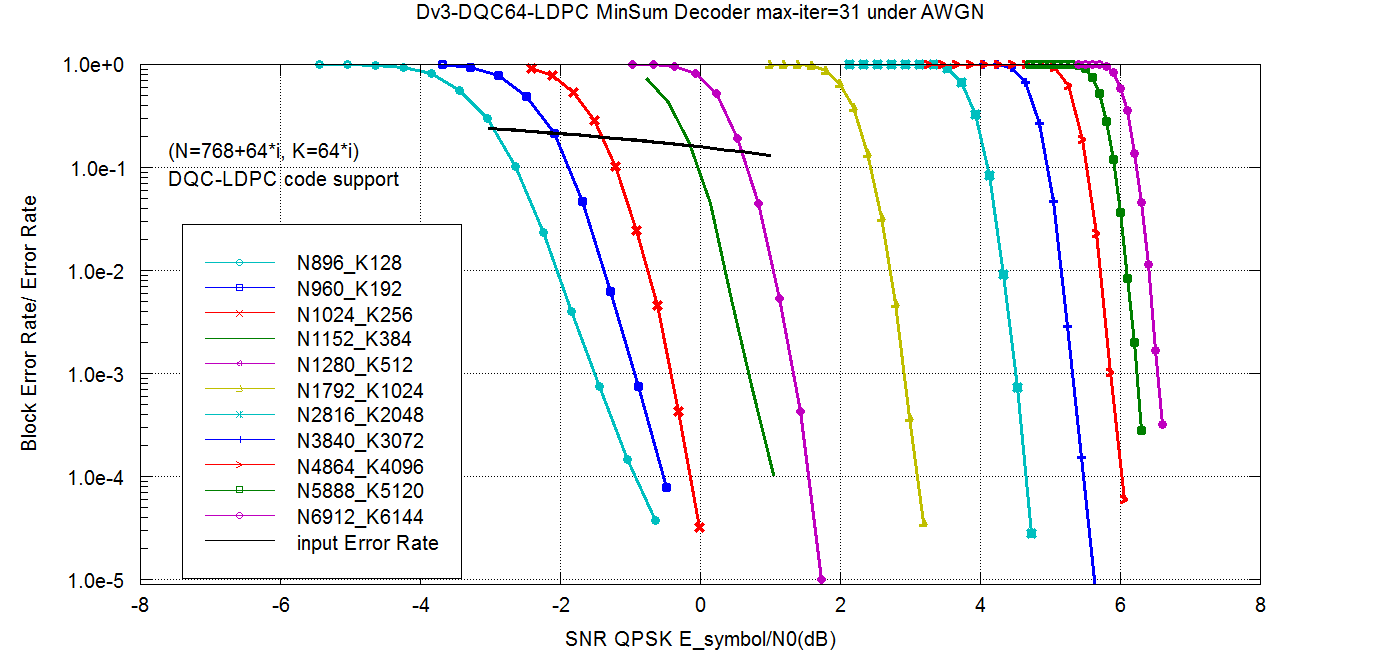 Dv3-DQC64-LDPC MinSum Decoder max-iter=31 under AWGN
1.0e+0
(N=768+64*i, K=64*i)
1.0e-1
DQC-LDPC code support
Block Error Rate/ Error Rate
N896_K128
1.0e-2
N960_K192
N1024_K256
N1152_K384
N1280_K512
1.0e-3
N1792_K1024
N2816_K2048
N3840_K3072
N4864_K4096
1.0e-4
N5888_K5120
N6912_K6144
input Error Rate
1.0e-5
-8 -6 -4 -2 0 2 4 6 8
SNR QPSK E_symbol/N0(dB)